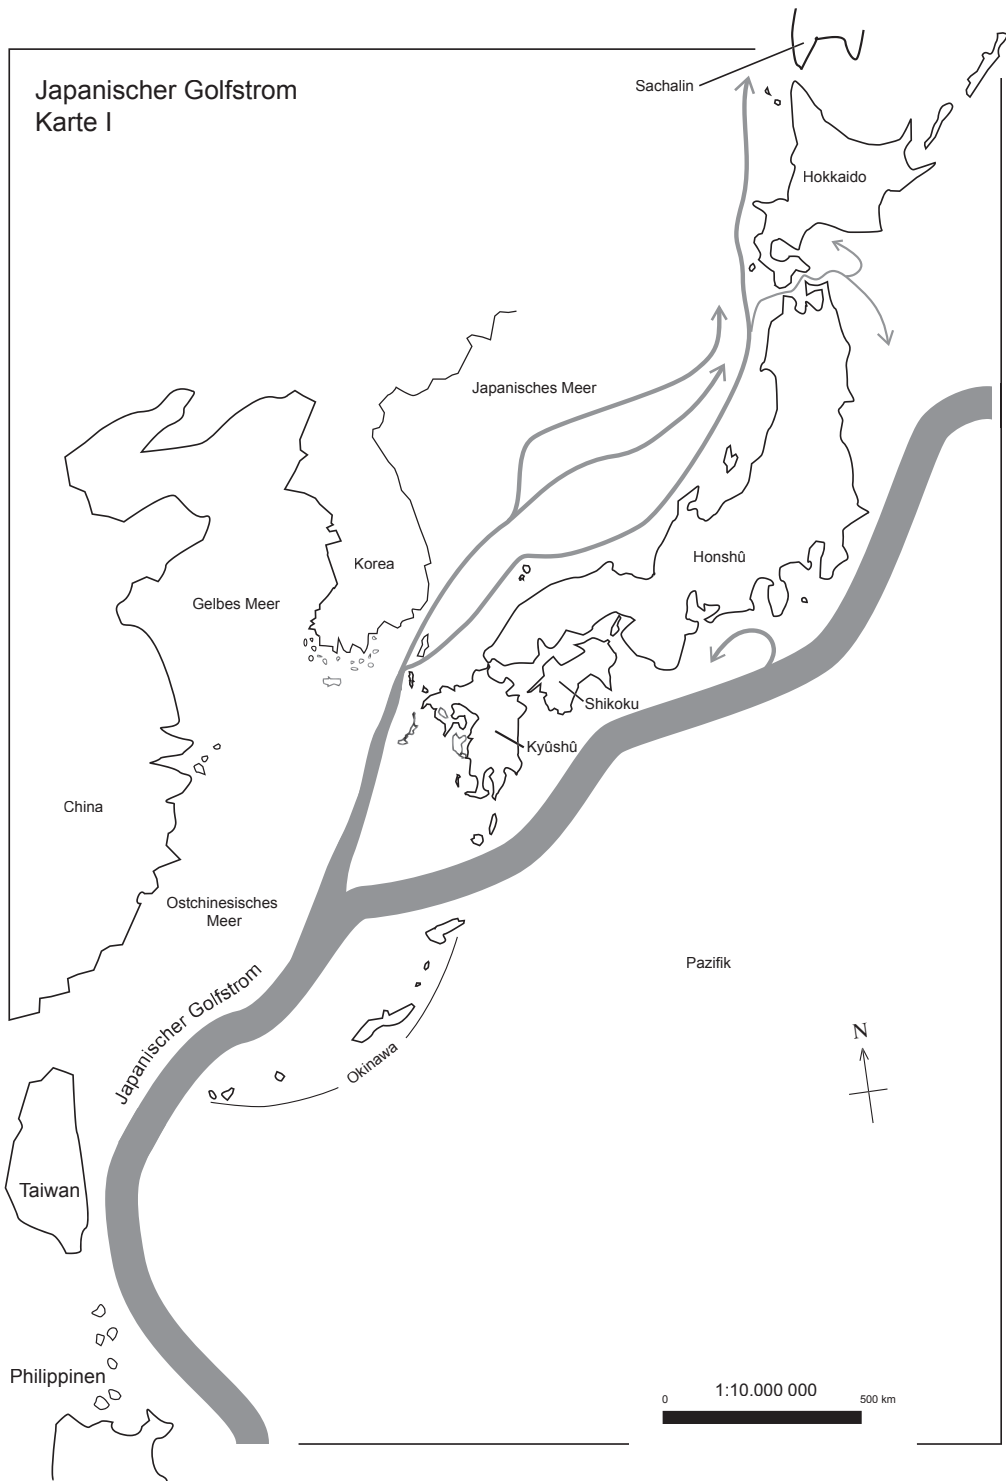 Japanischer Golfstrom
Karte I
Sachalin
Hokkaido
Japanisches Meer
Korea
Honshû
Gelbes Meer
Shikoku
Kyûshû
China
Ostchinesisches
Meer
Pazifik
Japanischer Golfstrom
N
Okinawa
Taiwan
Philippinen
1:10.000 000
0
500 km